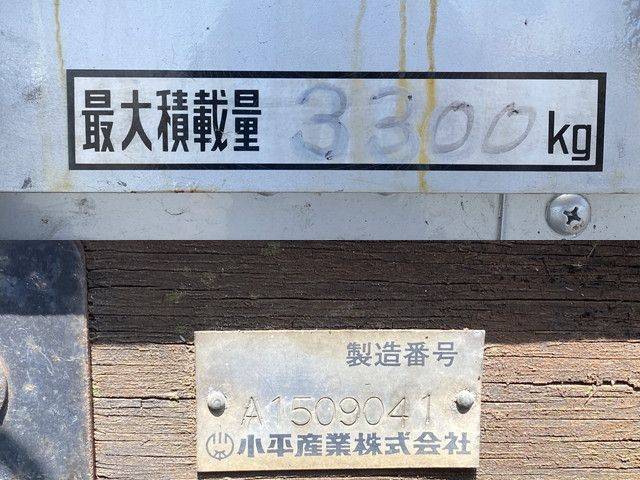 最大積載量 3300 kg
製造番号
A1509041
小平産業株式会社